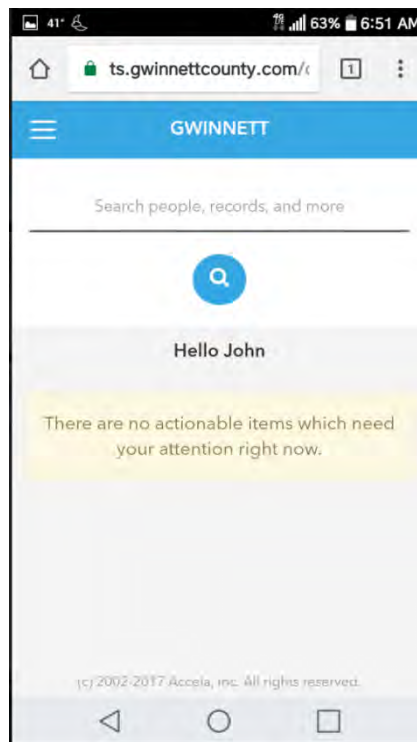 41° 63% 6:51 AM
ts.gwinnettcounty.com/ 1
GWINNETT
Search people, records, and more
Hello John
There are no actionable items which need
your attention right now.
(c) 2002-2017 Accela, Inc. All rights reserved.